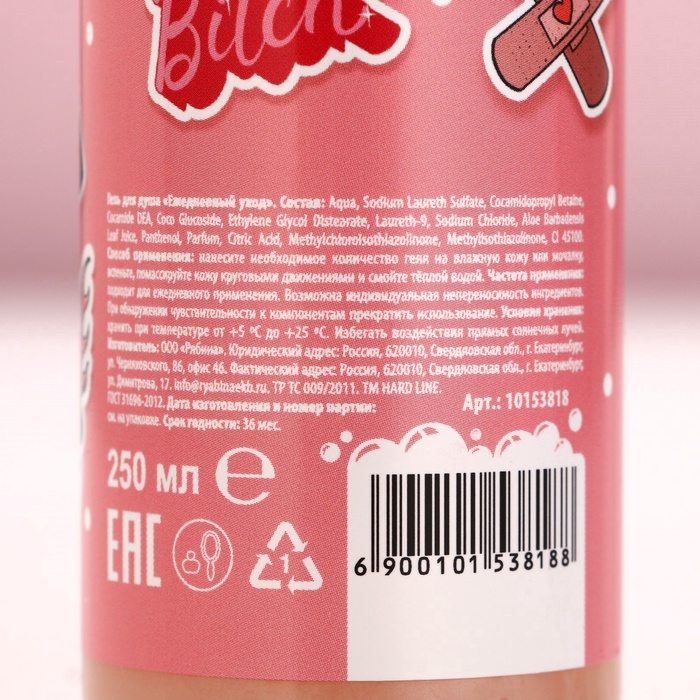 Bitch
Гель для душа «Ежедневный уход». Состав: Aqua, Sodium Laureth Sulfate, Cocamidopropyl Betaine,
Cocamide DEA, Coco Glucoside, Ethylene Glycol Distearate, Laureth-9, Sodium Chloride, Aloe Barbadensis
Leaf Juice, Panthenol, Parfum, Citric Acid, Methylchloroisothiazolinone, Methylisothiazolinone, CI 45100.
Способ применения: нанесите необходимое количество геля на влажную кожу или мочалку,
вспеньте, помассируйте кожу круговыми движениями и смойте тёплой водой. Частота применения:
подходит для ежедневного применения. Возможна индивидуальная непереносимость ингредиентов.
При обнаружении чувствительности к компонентам прекратить использование. Условия хранения:
хранить при температуре от +5 °С до +25 °С. Избегать воздействия прямых солнечных лучей.
Изготовитель: ООО «Рябина». Юридический адрес: Россия, 620010, Свердловская обл., г. Екатеринбург,
ул. Черняховского, 86, офис 46. Фактический адрес: Россия, 620010, Свердловская обл., г. Екатеринбург,
ул. Димитрова, 17. info@ryabinaekb.ru. ТР ТС 009/2011. TM HARD LINE.
ГОСТ 31696-2012. Дата изготовления и номер партии:
см. на упаковке. Срок годности: 36 мес.
Арт.: 10153818
250 мл e
EAC
1
6 900101 538188